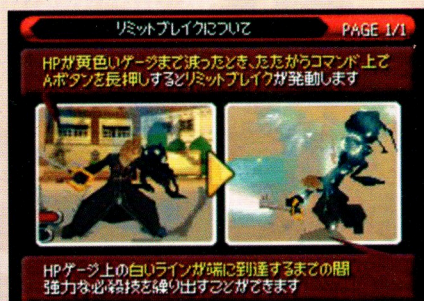 リミットブレイクについて
PAGE 1/1
HPが黄色いゲージまで減ったとき、たたかうコマンド上で
Aボタンを長押しするとリミットブレイクが発動します
HPゲージ上の白いラインが端に到達するまでの間
強力な必殺技を繰り出すことができます